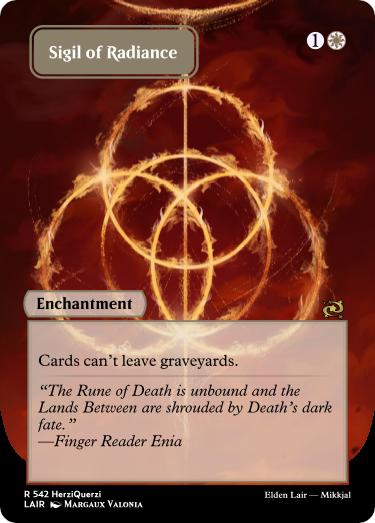 Sigil of Radiance
1
Enchantment
Cards can't leave graveyards.
“The Rune of Death is unbound and the
Lands Between are shrouded by Death's dark
fate.”
—Finger Reader Enia
R 542 HerziQuerzi
LAIR Margaux Valonia
Elden Lair — Mikkjal